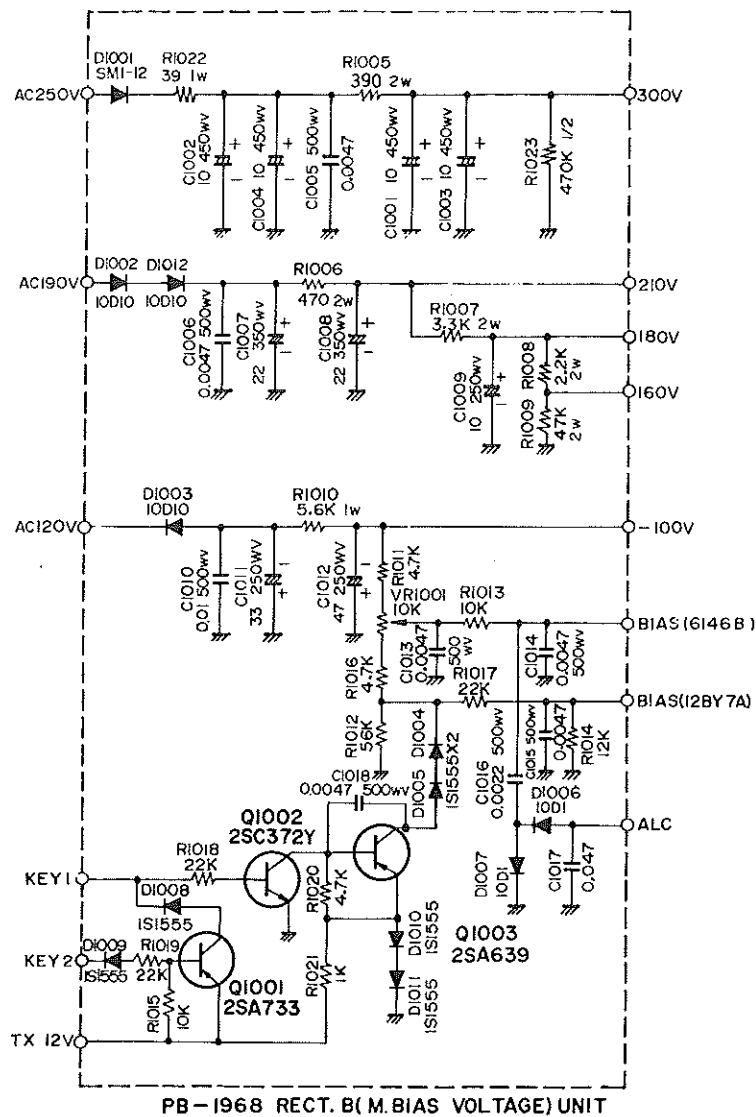 D1001
SM1-12
R1022
39 1w
R1005
390 2w
AC250V
300V
C1002
10 450wv
C1004 10 450wv
C1005 500wv
0.0047
C1001 10 450wv
C1003 10 450wv
R1023
470K 1/2
D1002
10D10
D1012
10D10
R1006
470 2w
AC190V
210V
C1006
0.0047 500wv
C1007
22 350wv
C1008
22 350wv
R1007
3.3K 2w
180V
C1009
10 250wv
R1008
2.2K
2w
160V
R1009
47K
2w
D1003
10D10
R1010
5.6K 1w
AC120V
-100V
C1010
0.01 500wv
C1011
33 250WV
C1012
47 250WV
R1011
4.7K
VR1001
10K
R1013
10K
BIAS(6146B)
C1013
0.0047
500
wv
C1014
0.0047
500wv
R1016
4.7K
R1017
22K
BIAS(12BY7A)
R1012
56K
D1004
D1005
1S1555X2
C1016
0.0022 500wv
C1015 500wv
0.0047
R1014
12K
C1018
0.0047 500wv
D1006
10D1
ALC
Q1002
2SC372Y
R1018
22K
R1020
4.7K
D1007
10D1
C1017
0.047
KEY 1
D1008
1S1555
D1010
1S1555
Q1003
2SA639
D1009
1S1555
R1019
22K
KEY 2
Q1001
2SA733
R1021
1K
D1011
1S1555
R1015
10K
TX 12V
PB-1968 RECT. B(M.BIAS VOLTAGE) UNIT